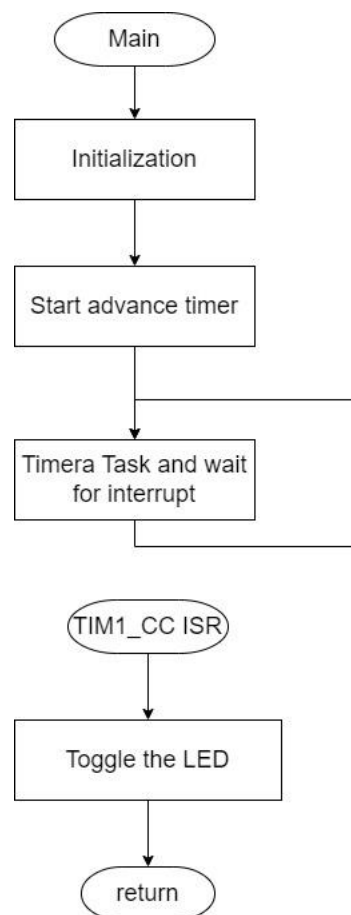 Main
Initialization
Start advance timer
Timera Task and wait
for interrupt
TIM1_CC ISR
Toggle the LED
return